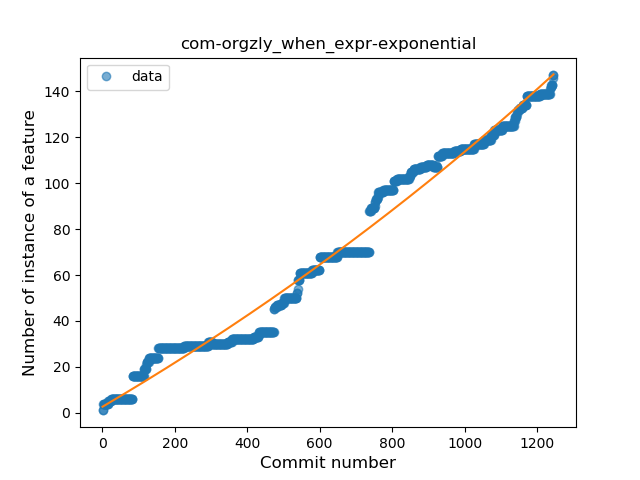 com-orgzly_when_expr-exponential
data
Number of instance of a feature
140
120
100
80
60
40
20
0
0 200 400 600 800 1000 1200
Commit number